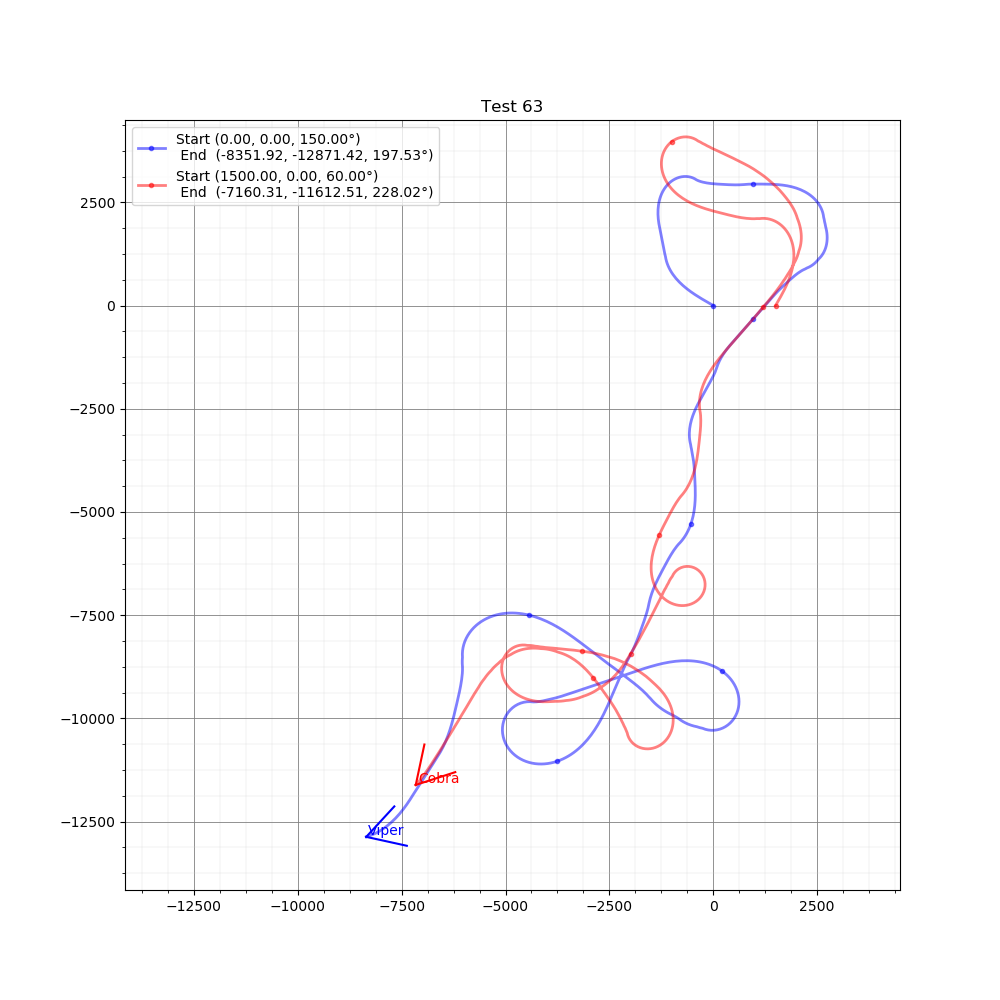 Test 63
Start (0.00, 0.00, 150.00°)
End (-8351.92, -12871.42, 197.53°)
Start (1500.00, 0.00, 60.00°)
End (-7160.31, -11612.51, 228.02°)
2500
0
−2500
−5000
−7500
−10000
−12500
Cobra
Viper
−12500 −10000 −7500 −5000 −2500 0 2500